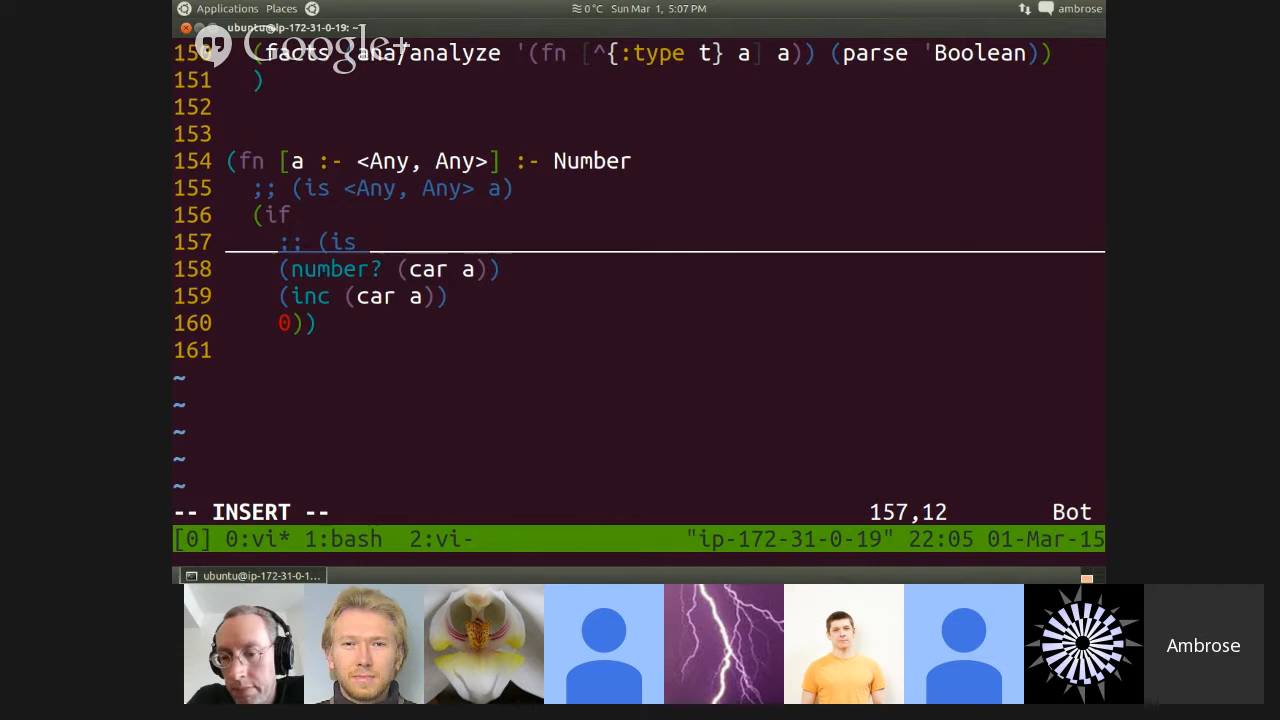 Applications Places ≋ 0 °C Sun Mar 1, 5:07 PM ambrose
ubuntu@ip-172-31-0-19: ~
Google+
150 (facts (ana/analyze '(fn [^{:type t} a] a)) (parse 'Boolean))
151 )
152
153
154 (fn [a :- <Any, Any>] :- Number
155 ;; (is <Any, Any> a)
156 (if
157 ;; (is
158 (number? (car a))
159 (inc (car a))
160 0))
161
~
~
~
~
~
-- INSERT -- 157,12 Bot
[0] 0:vi* 1:bash 2:vi- "ip-172-31-0-19" 22:05 01-Mar-15
ubuntu@ip-172-31-0-1...
Ambrose